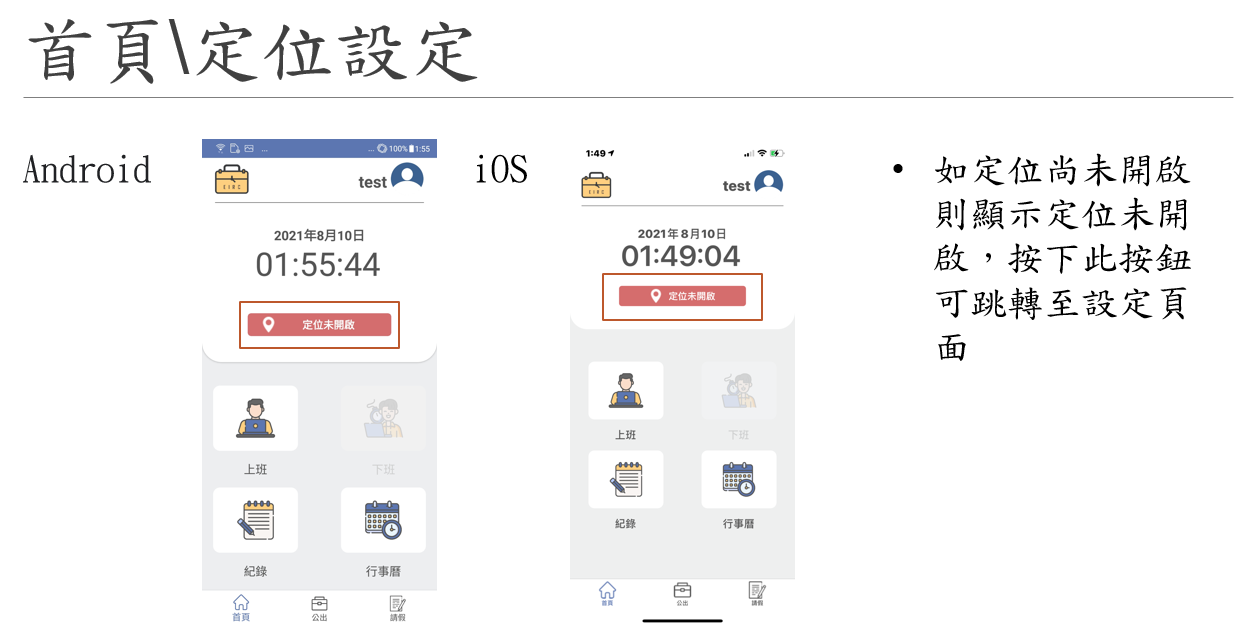 首頁\定位設定
Android
100% 1:55
test
2021年8月10日
01:55:44
定位未開啟
上班
下班
紀錄
行事曆
首頁
公出
請假
iOS
1:49
test
2021年8月10日
01:49:04
定位未開啟
上班
下班
紀錄
行事曆
首頁
公出
請假
• 如定位尚未開啟
則顯示定位未開
啟，按下此按鈕
可跳轉至設定頁
面